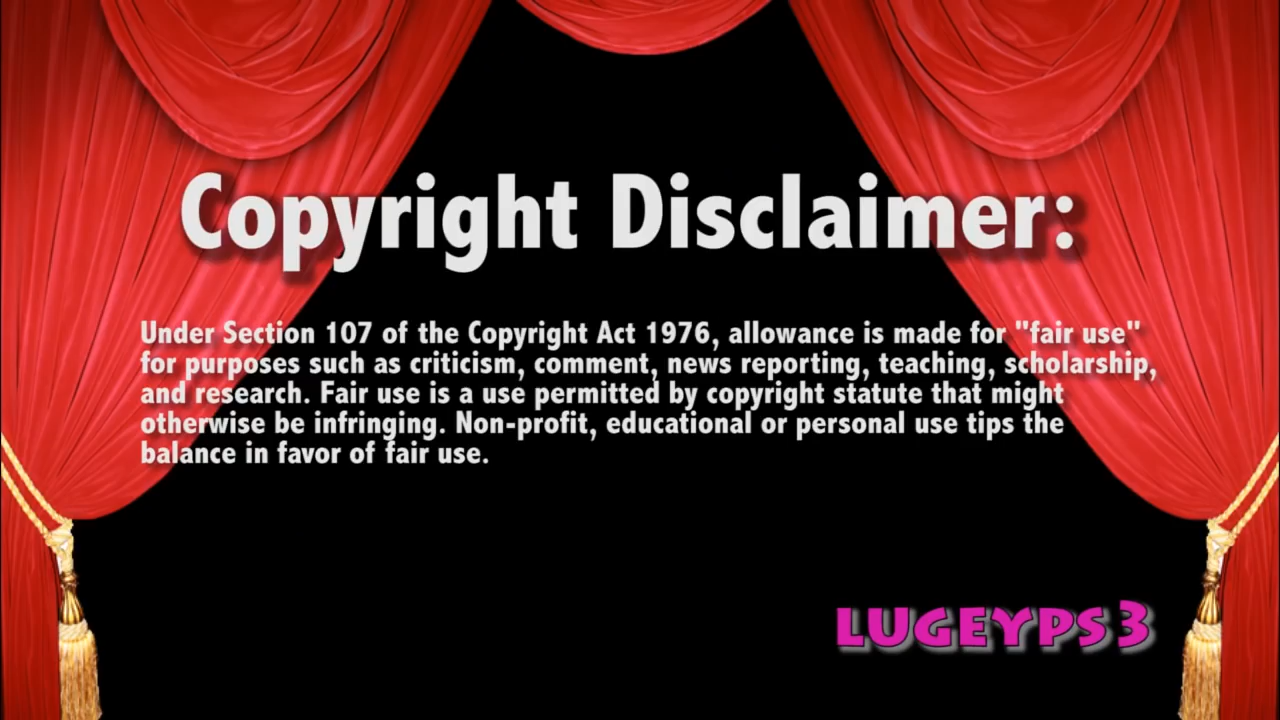 Copyright Disclaimer:
Under Section 107 of the Copyright Act 1976, allowance is made for "fair use"
for purposes such as criticism, comment, news reporting, teaching, scholarship,
and research. Fair use is a use permitted by copyright statute that might
otherwise be infringing. Non-profit, educational or personal use tips the
balance in favor of fair use.
LUGEYPS3